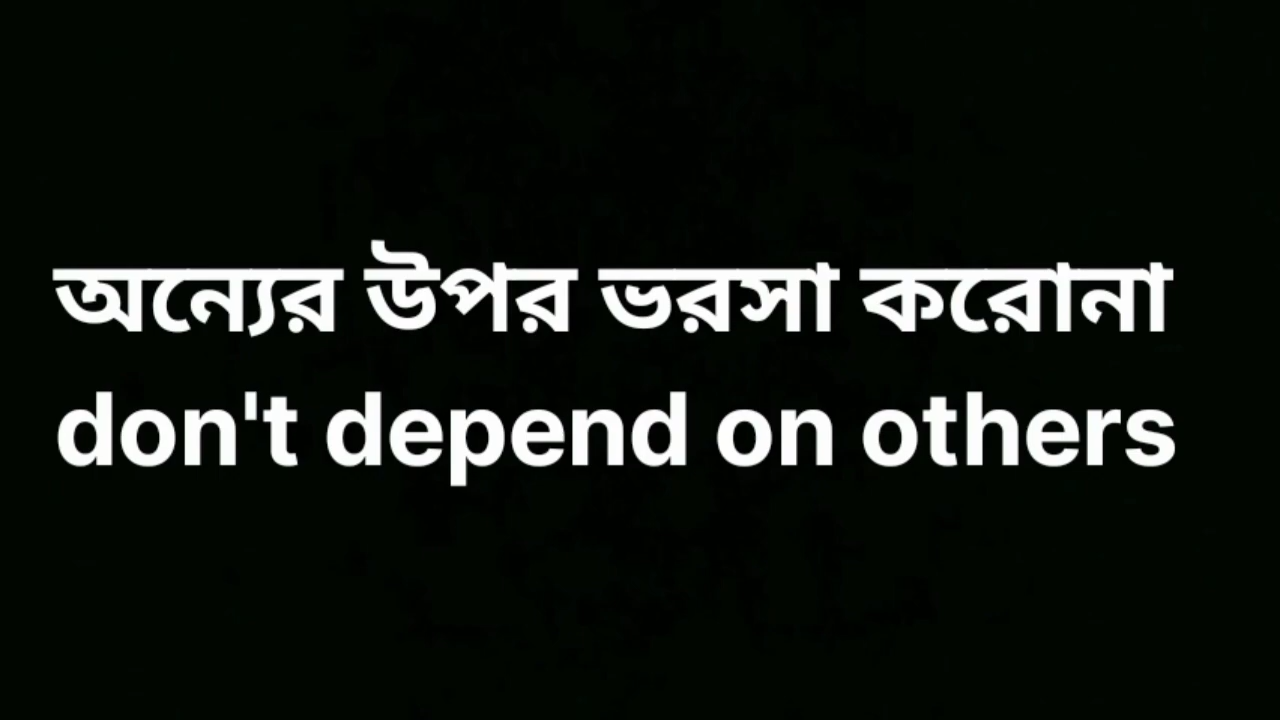 অন্যের উপর ভরসা করোনা
don't depend on others